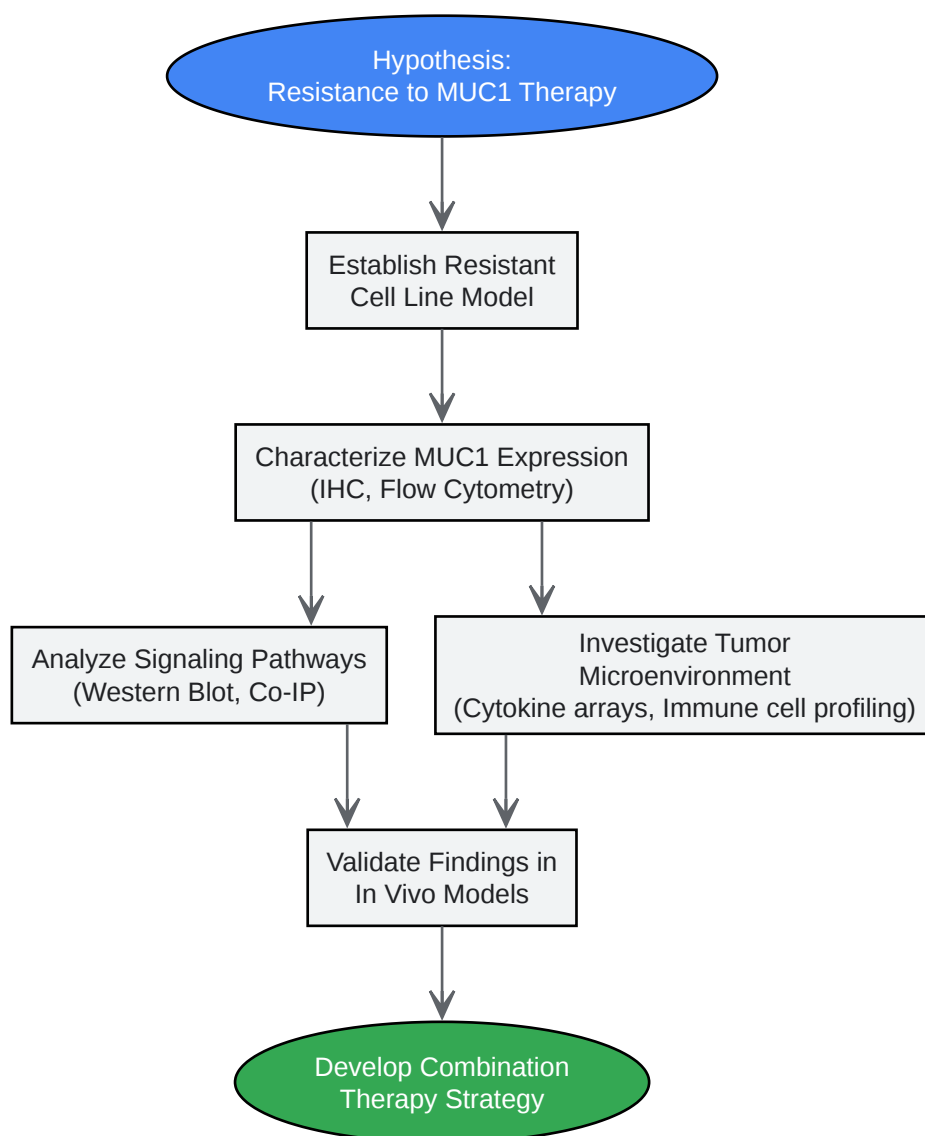 Hypothesis:
Resistance to MUC1 Therapy
Establish Resistant
Cell Line Model
Characterize MUC1 Expression
(IHC, Flow Cytometry)
Analyze Signaling Pathways
(Western Blot, Co-IP)
Investigate Tumor
Microenvironment
(Cytokine arrays, Immune cell profiling)
Validate Findings in
In Vivo Models
Develop Combination
Therapy Strategy